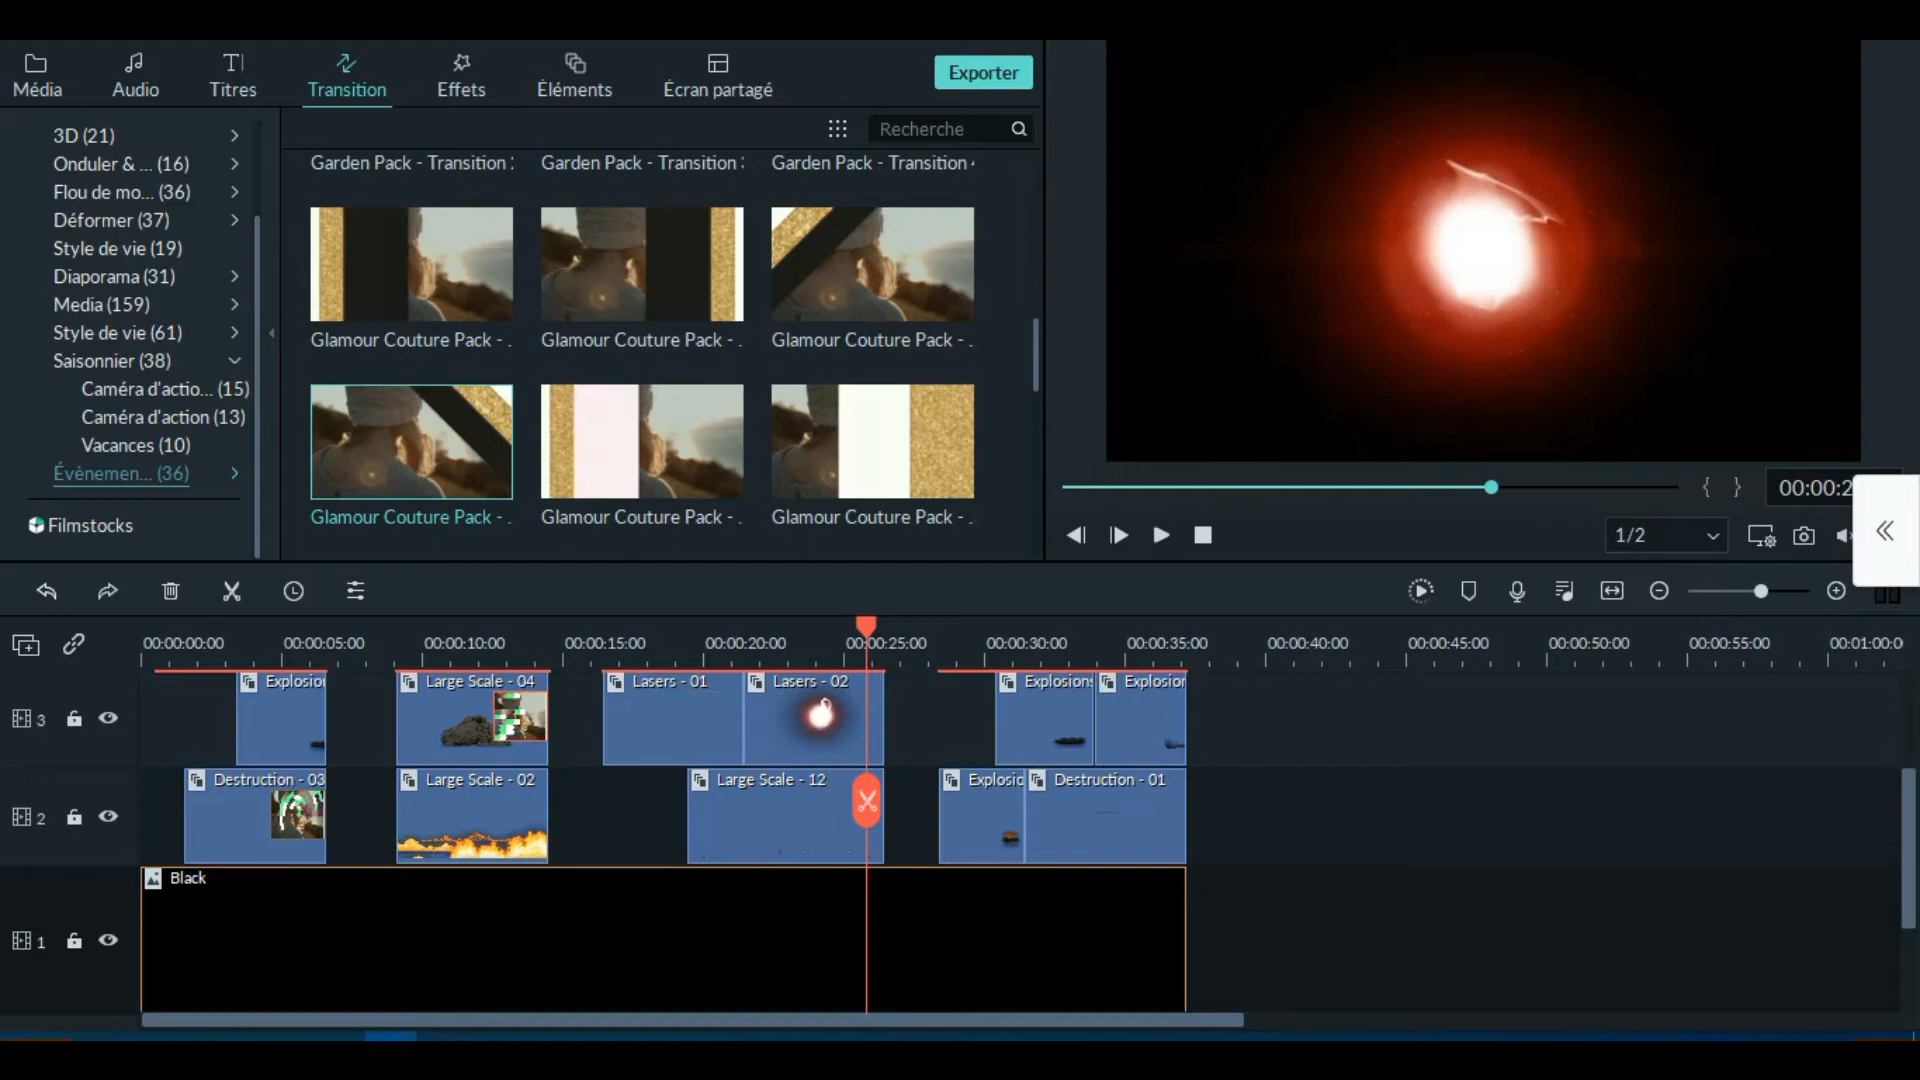 Média
Audio
Titres
Transition
Effets
Éléments
Écran partagé
Exporter
Recherche
3D (21)
Onduler & ... (16)
Flou de mo... (36)
Déformer (37)
Style de vie (19)
Diaporama (31)
Media (159)
Style de vie (61)
Saisonnier (38)
Caméra d'actio... (15)
Caméra d'action (13)
Vacances (10)
Évènemen... (36)
Filmstocks
Garden Pack - Transition
Garden Pack - Transition
Garden Pack - Transition
Glamour Couture Pack - .
Glamour Couture Pack - .
Glamour Couture Pack - .
Glamour Couture Pack - .
Glamour Couture Pack - .
Glamour Couture Pack - .
{ }
00:00:2
1/2
00:00:00:00
00:00:05:00
00:00:10:00
00:00:15:00
00:00:20:00
00:00:25:00
00:00:30:00
00:00:35:00
00:00:40:00
00:00:45:00
00:00:50:00
00:00:55:00
00:01:00:0
3
Explosion
Large Scale - 04
Lasers - 01
Lasers - 02
Explosions
Explosion
2
Destruction - 03
Large Scale - 02
Large Scale - 12
Explosio
Destruction - 01
1
Black